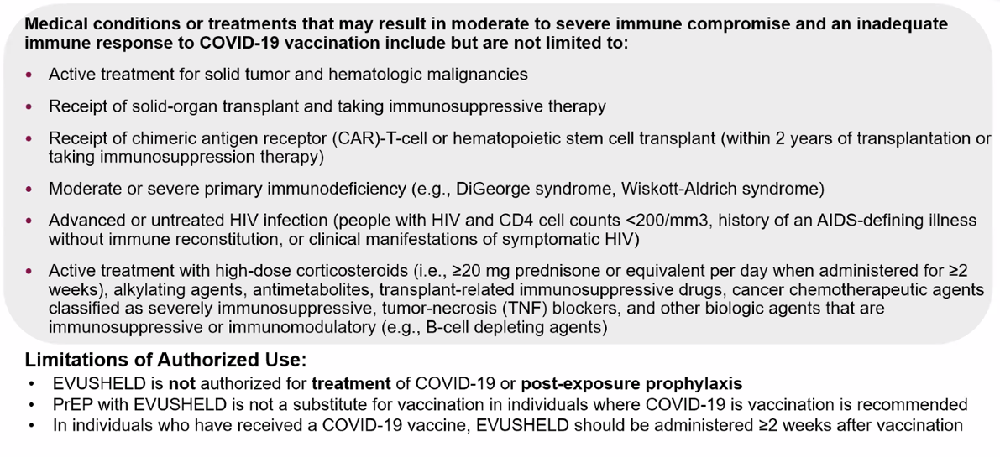 Medical conditions or treatments that may result in moderate to severe immune compromise and an inadequate
immune response to COVID-19 vaccination include but are not limited to:
• Active treatment for solid tumor and hematologic malignancies
• Receipt of solid-organ transplant and taking immunosuppressive therapy
• Receipt of chimeric antigen receptor (CAR)-T-cell or hematopoietic stem cell transplant (within 2 years of transplantation or
taking immunosuppression therapy)
• Moderate or severe primary immunodeficiency (e.g., DiGeorge syndrome, Wiskott-Aldrich syndrome)
• Advanced or untreated HIV infection (people with HIV and CD4 cell counts <200/mm3, history of an AIDS-defining illness
without immune reconstitution, or clinical manifestations of symptomatic HIV)
• Active treatment with high-dose corticosteroids (i.e., ≥20 mg prednisone or equivalent per day when administered for ≥2
weeks), alkylating agents, antimetabolites, transplant-related immunosuppressive drugs, cancer chemotherapeutic agents
classified as severely immunosuppressive, tumor-necrosis (TNF) blockers, and other biologic agents that are
immunosuppressive or immunomodulatory (e.g., B-cell depleting agents)
Limitations of Authorized Use:
• EVUSHELD is not authorized for treatment of COVID-19 or post-exposure prophylaxis
• PrEP with EVUSHELD is not a substitute for vaccination in individuals where COVID-19 is vaccination is recommended
• In individuals who have received a COVID-19 vaccine, EVUSHELD should be administered ≥2 weeks after vaccination